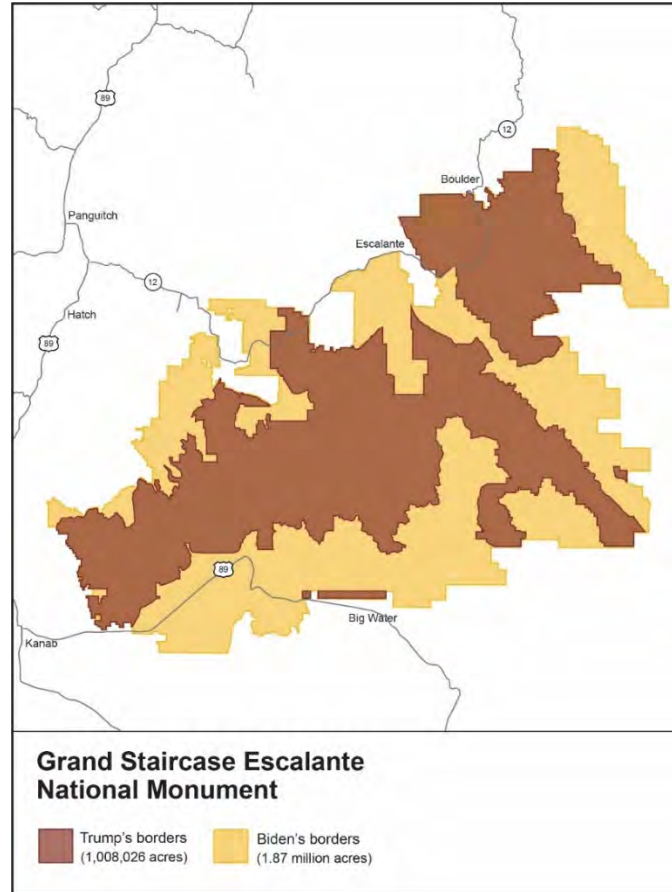 89
12
Boulder
Panguitch
Escalante
12
Hatch
89
89
Big Water
Kanab
Grand Staircase Escalante
National Monument
Trump's borders
(1,008,026 acres)
Biden's borders
(1.87 million acres)